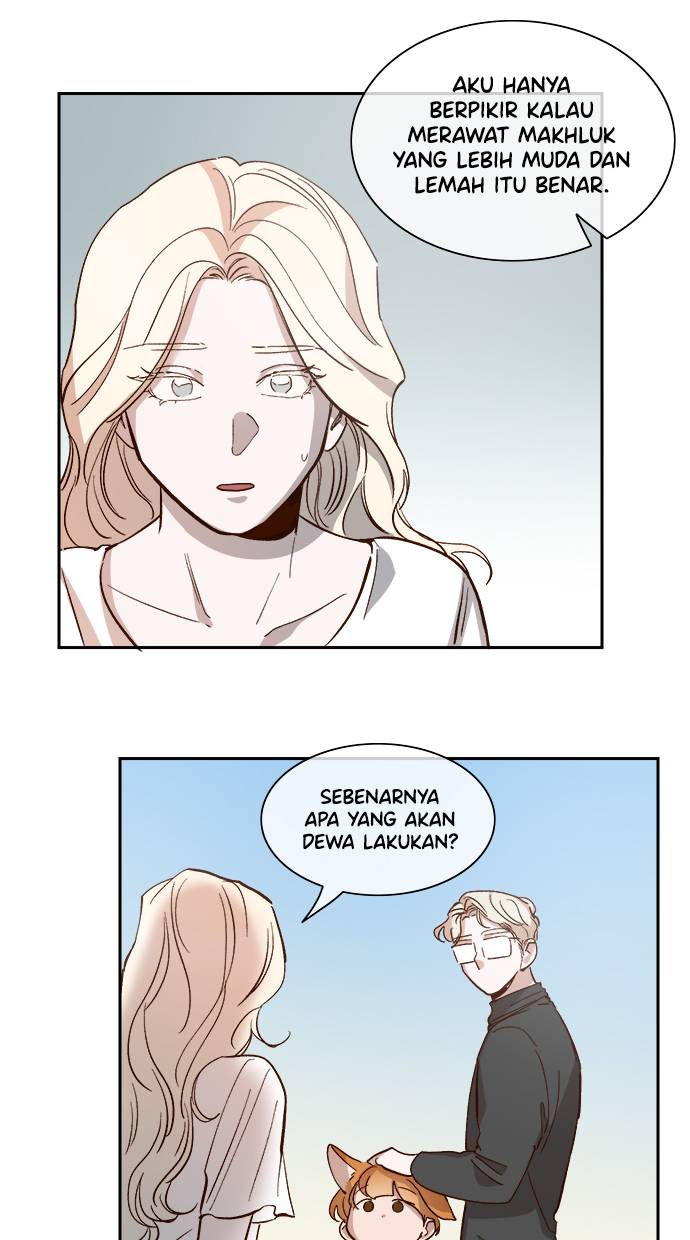 AKU HANYA
BERPIKIR KALAU
MERAWAT MAKHLUK
YANG LEBIH MUDA DAN
LEMAH ITU BENAR.
SEBENARNYA
APA YANG AKAN
DEWA LAKUKAN?